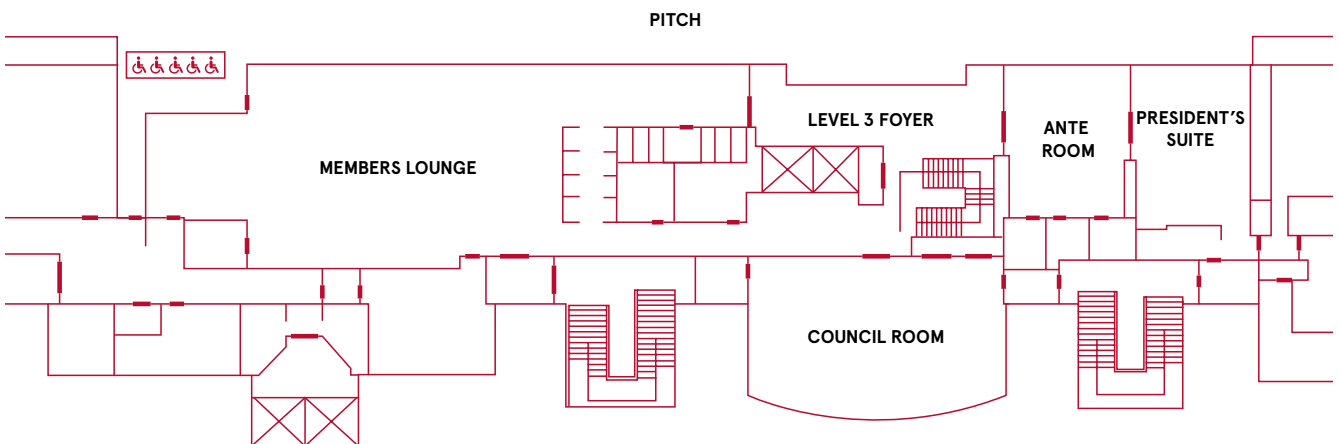 PITCH
LEVEL 3 FOYER
PRESIDENT'S
SUITE
ANTE
ROOM
MEMBERS LOUNGE
COUNCIL ROOM